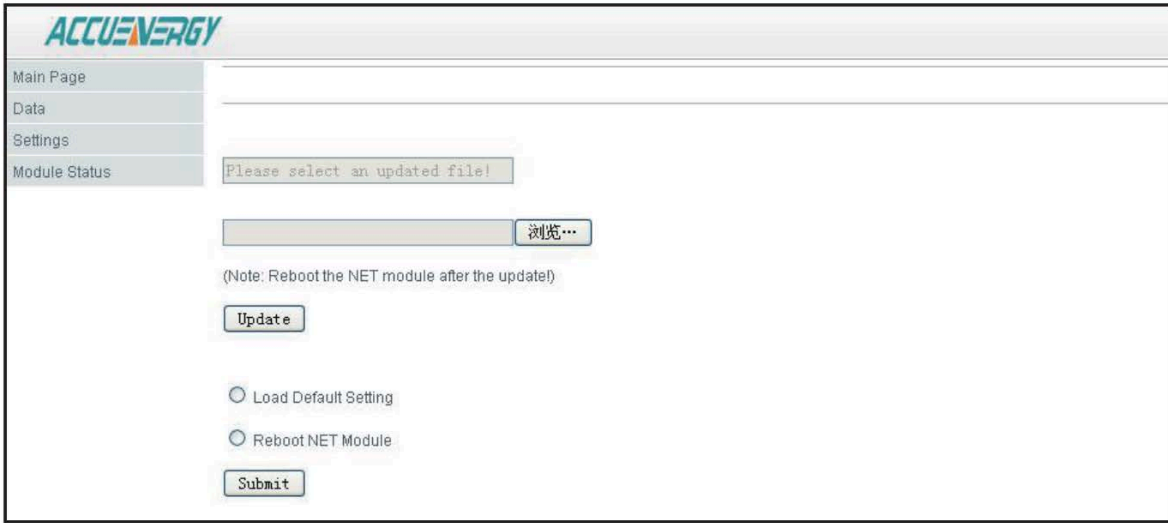 ACCUENERGY
Main Page
Data
Settings
Module Status
Please select an updated file!
浏览…
(Note: Reboot the NET module after the update!)
Update
Load Default Setting
Reboot NET Module
Submit